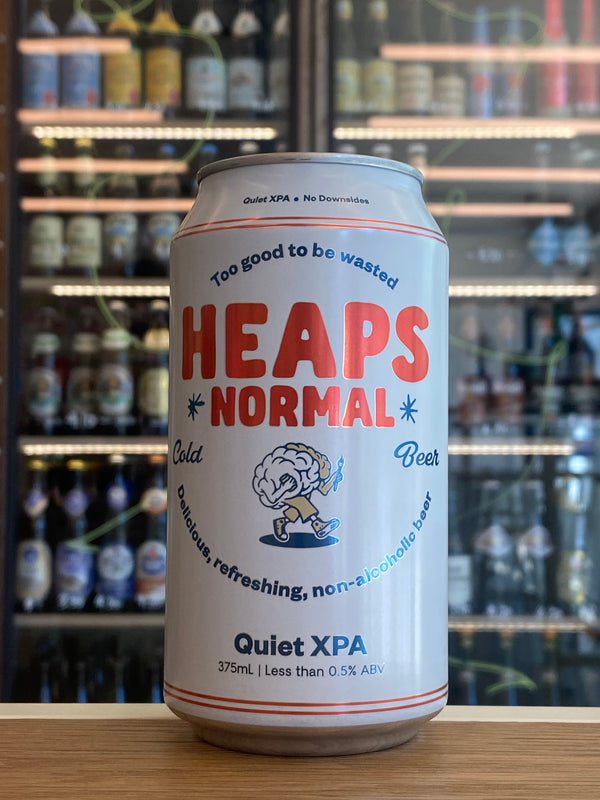 Quiet XPA • No Downsides
Too good to be wasted
HEAPS
NORMAL
Cold Beer
Delicious, refreshing, non-alcoholic beer
Quiet XPA
375mL | Less than 0.5% ABV